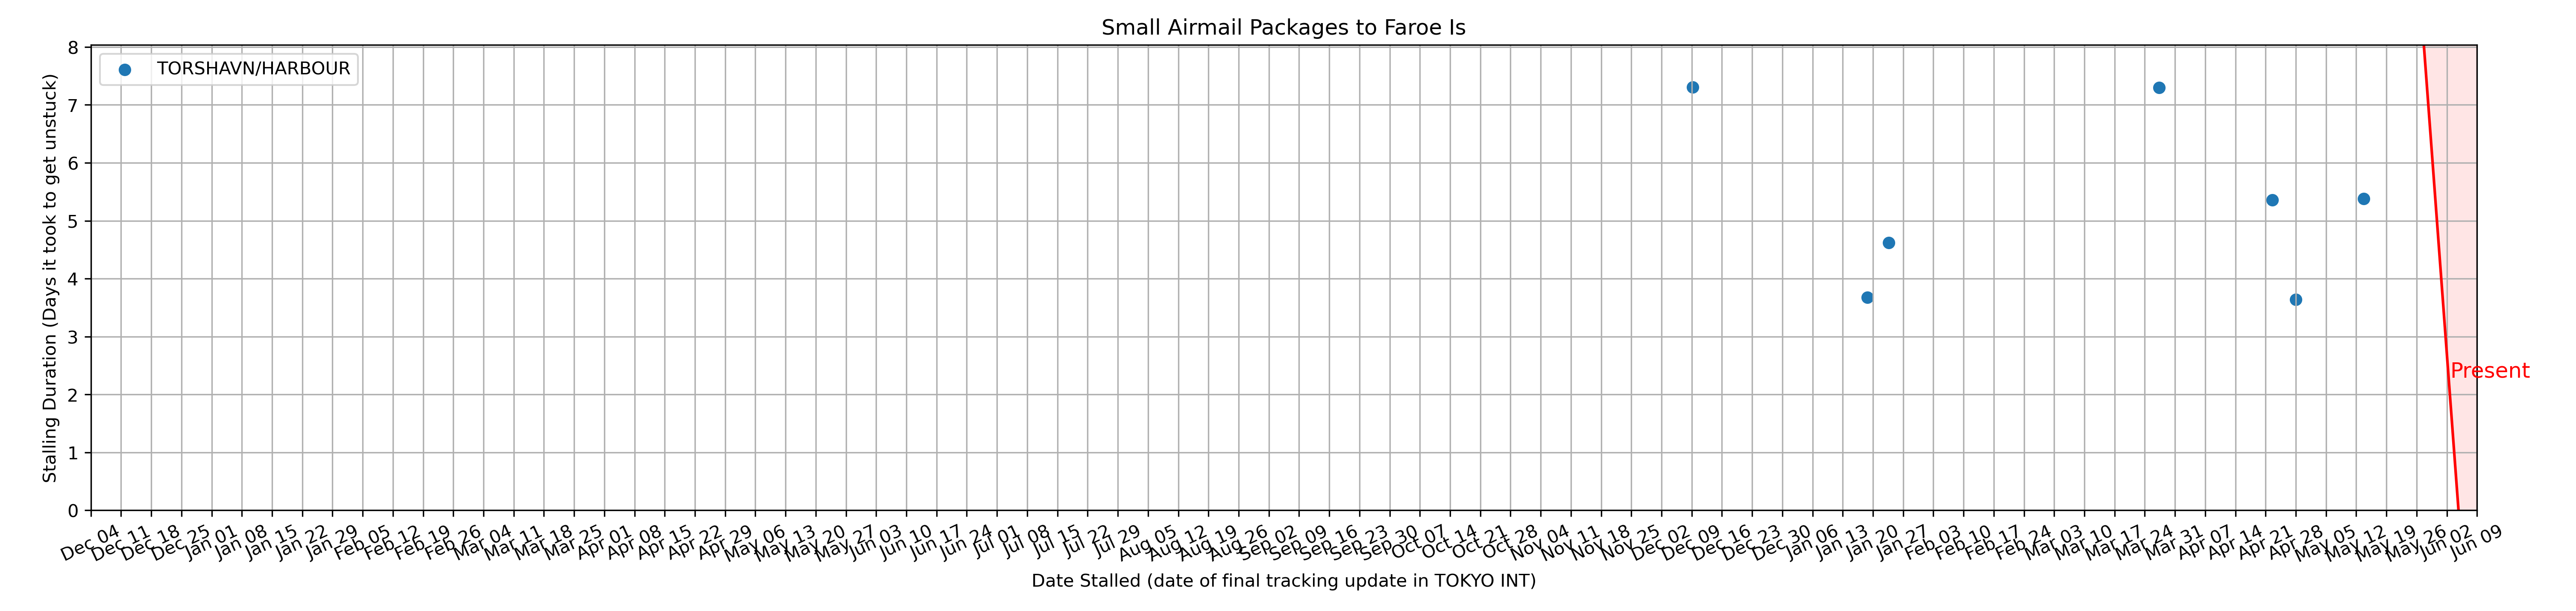 Small Airmail Packages to Faroe Is
TORSHAVN/HARBOUR
Stalling Duration (Days it took to get unstuck)
8
7
6
5
4
3
2
1
0
Present
Dec 04 Dec 11 Dec 18 Dec 25 Jan 01 Jan 08 Jan 15 Jan 22 Jan 29 Feb 05 Feb 12 Feb 19 Feb 26 Mar 04 Mar 11 Mar 18 Mar 25 Apr 01 Apr 08 Apr 15 Apr 22 Apr 29 May 06 May 13 May 20 May 27 Jun 03 Jun 10 Jun 17 Jun 24 Jul 01 Jul 08 Jul 15 Jul 22 Jul 29 Aug 05 Aug 12 Aug 19 Aug 26 Sep 02 Sep 09 Sep 16 Sep 23 Sep 30 Oct 07 Oct 14 Oct 21 Oct 28 Nov 04 Nov 11 Nov 18 Nov 25 Dec 02 Dec 09 Dec 16 Dec 23 Dec 30 Jan 06 Jan 13 Jan 20 Jan 27 Feb 03 Feb 10 Feb 17 Feb 24 Mar 03 Mar 10 Mar 17 Mar 24 Mar 31 Apr 07 Apr 14 Apr 21 Apr 28 May 05 May 12 May 19 May 26 Jun 02 Jun 09
Date Stalled (date of final tracking update in TOKYO INT)